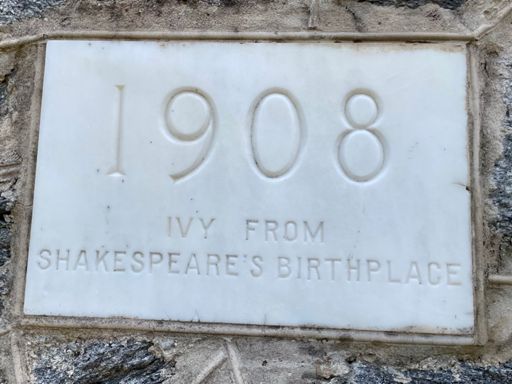 1908
IVY FROM
SHAKESPEARE'S BIRTHPLACE